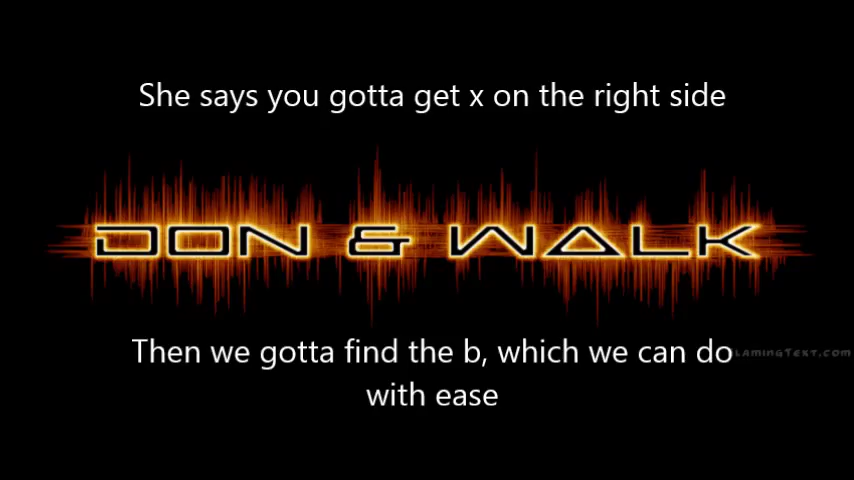 She says you gotta get x on the right side
DON & WALK
Then we gotta find the b, which we can do
with ease